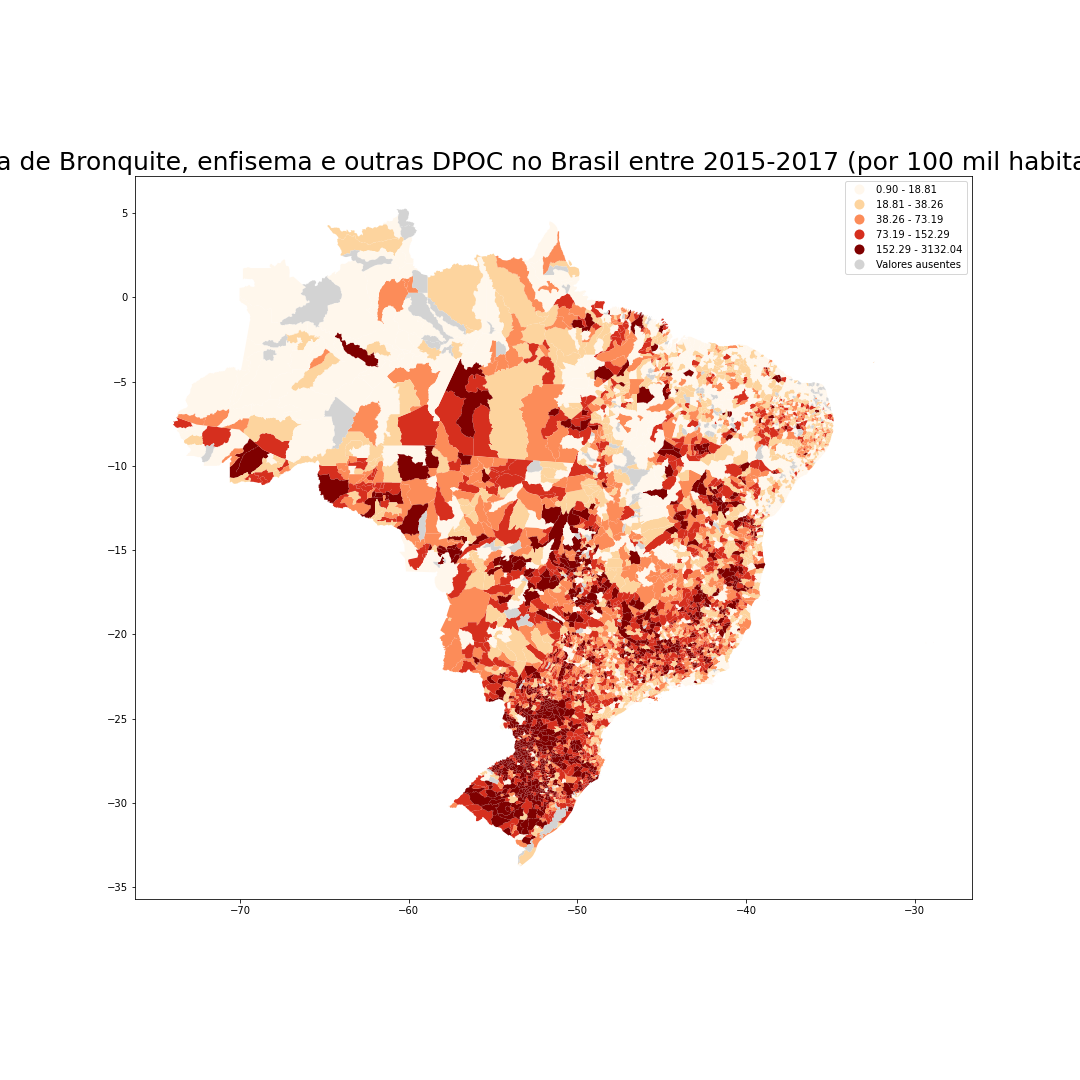 a de Bronquite, enfisema e outras DPOC no Brasil entre 2015-2017 (por 100 mil habita
0.90 - 18.81
18.81 - 38.26
38.26 - 73.19
73.19 - 152.29
152.29 - 3132.04
Valores ausentes
5
0
−5
−10
−15
−20
−25
−30
−35
−70
−60
−50
−40
−30